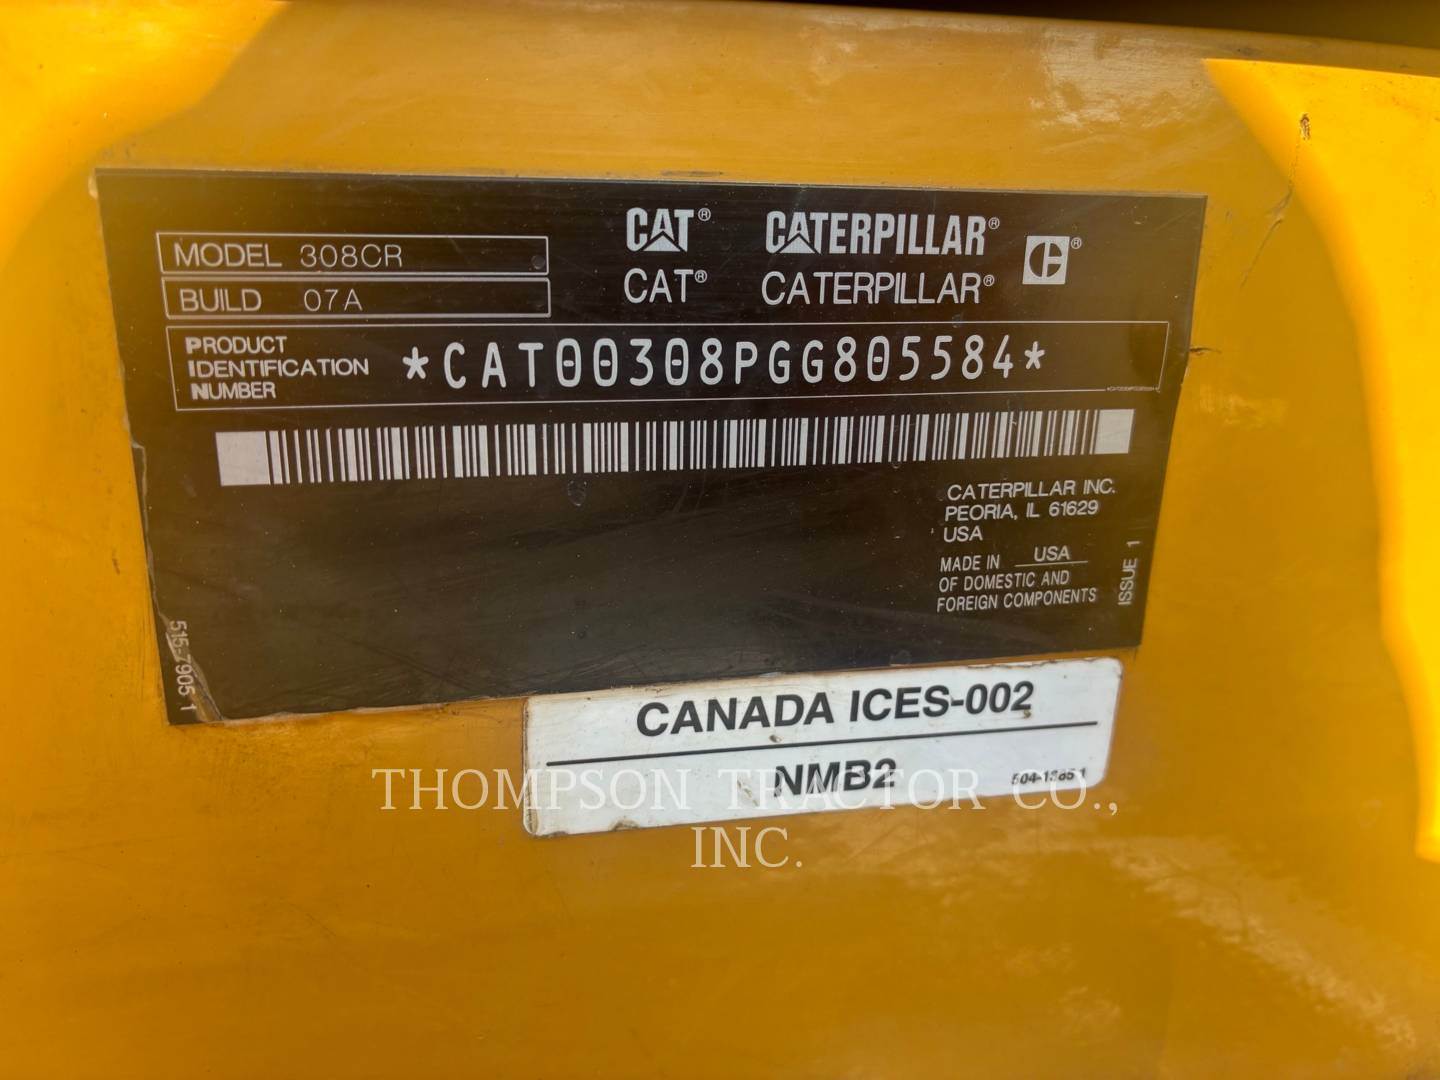 MODEL 308CR
BUILD 07A
CAT® CATERPILLAR® ®
CAT® CATERPILLAR®
PRODUCT
IDENTIFICATION
NUMBER
*CAT00308PGG805584*
CATERPILLAR INC.
PEORIA, IL 61629
USA
MADE IN USA
OF DOMESTIC AND
FOREIGN COMPONENTS
ISSUE 1
515-7905 1
CANADA ICES-002
NMB2
THOMPSON TRACTOR CO.,
INC.